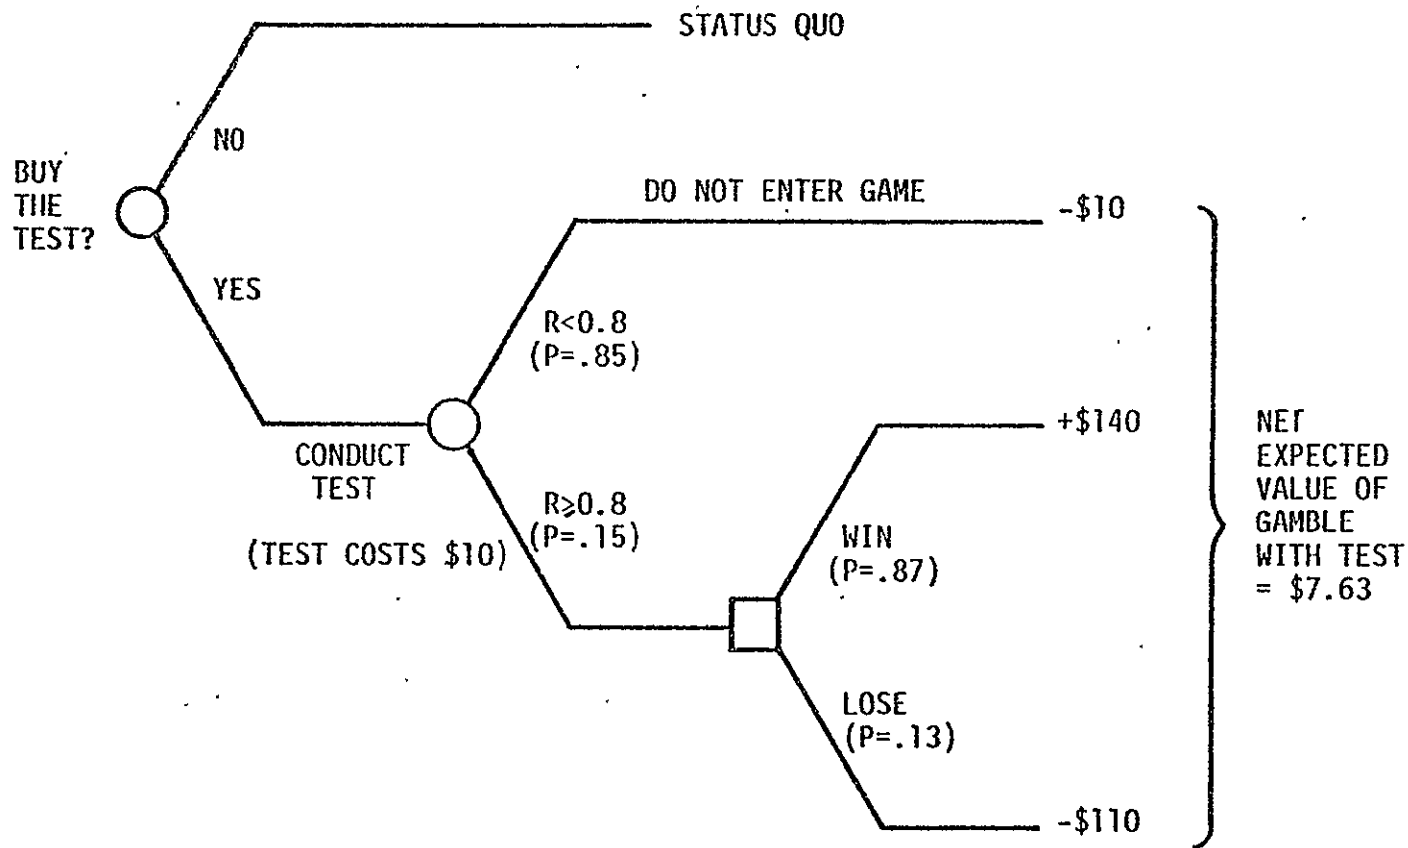 STATUS QUO
NO
BUY
THE
TEST?
YES
DO NOT ENTER GAME
-$10
R<0.8
(P=.85)
CONDUCT
TEST
(TEST COSTS $10)
R⩾0.8
(P=.15)
+$140
WIN
(P=.87)
LOSE
(P=.13)
-$110
NET
EXPECTED
VALUE OF
GAMBLE
WITH TEST
= $7.63